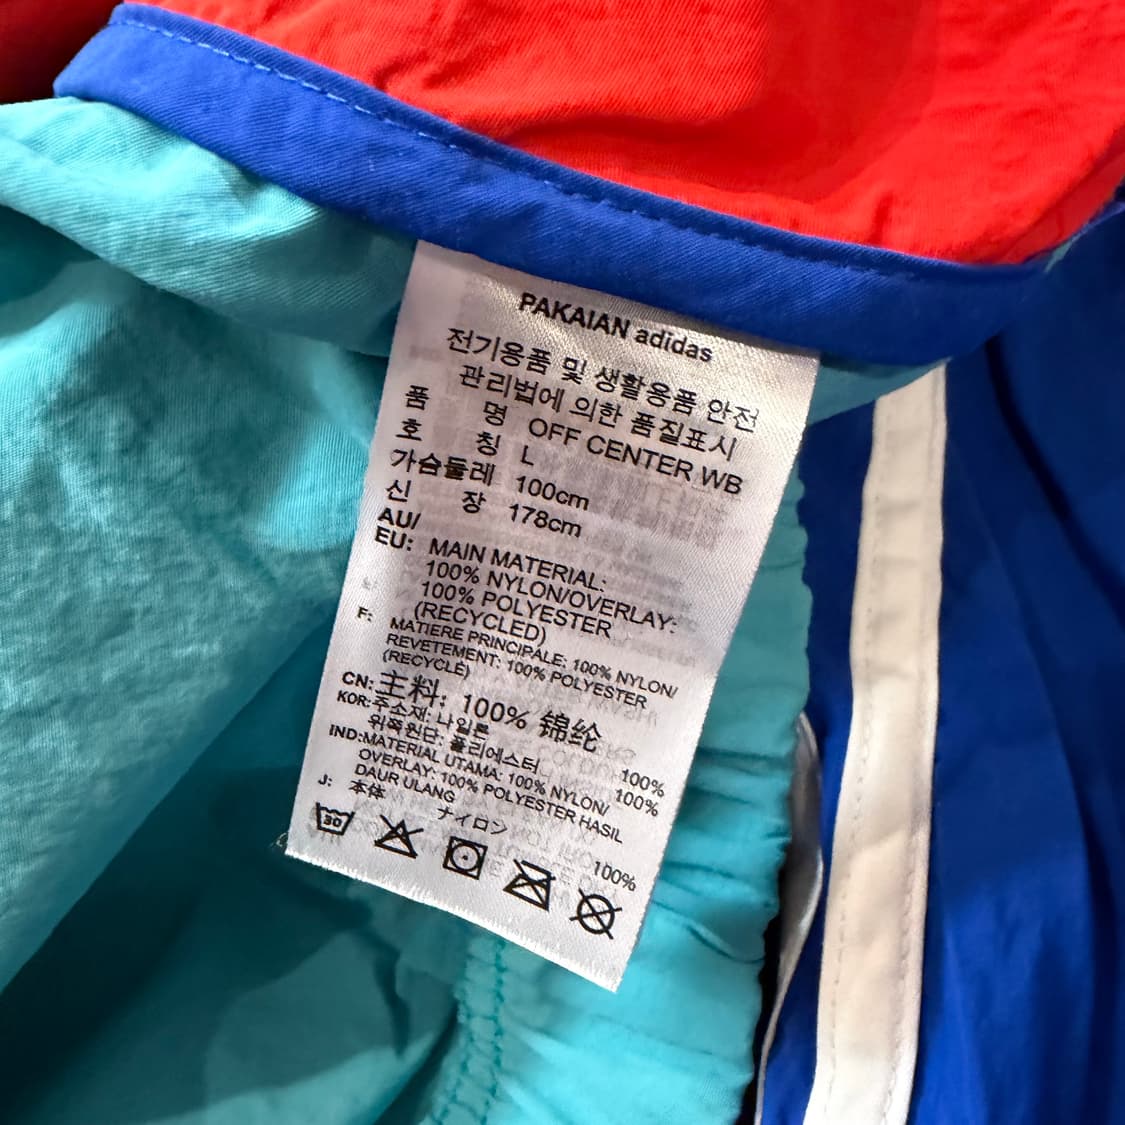 PAKAIAN adidas
전기용품 및 생활용품 안전
관리법에 의한 품질표시
품 명 OFF CENTER WB
호 칭 L
가슴둘레 100cm
신 장 178cm
AU/
EU: MAIN MATERIAL:
100% NYLON/OVERLAY:
100% POLYESTER
(RECYCLED)
F: MATIERE PRINCIPALE: 100% NYLON/
REVETEMENT: 100% POLYESTER
(RECYCLÉ)
CN: 主料: 100% 锦纶
KOR: 주소재: 나일론 100%
위쪽원단: 폴리에스터 100%
IND: MATERIAL UTAMA: 100% NYLON/
OVERLAY: 100% POLYESTER HASIL
DAUR ULANG
J: 本体
ナイロン 100%
30